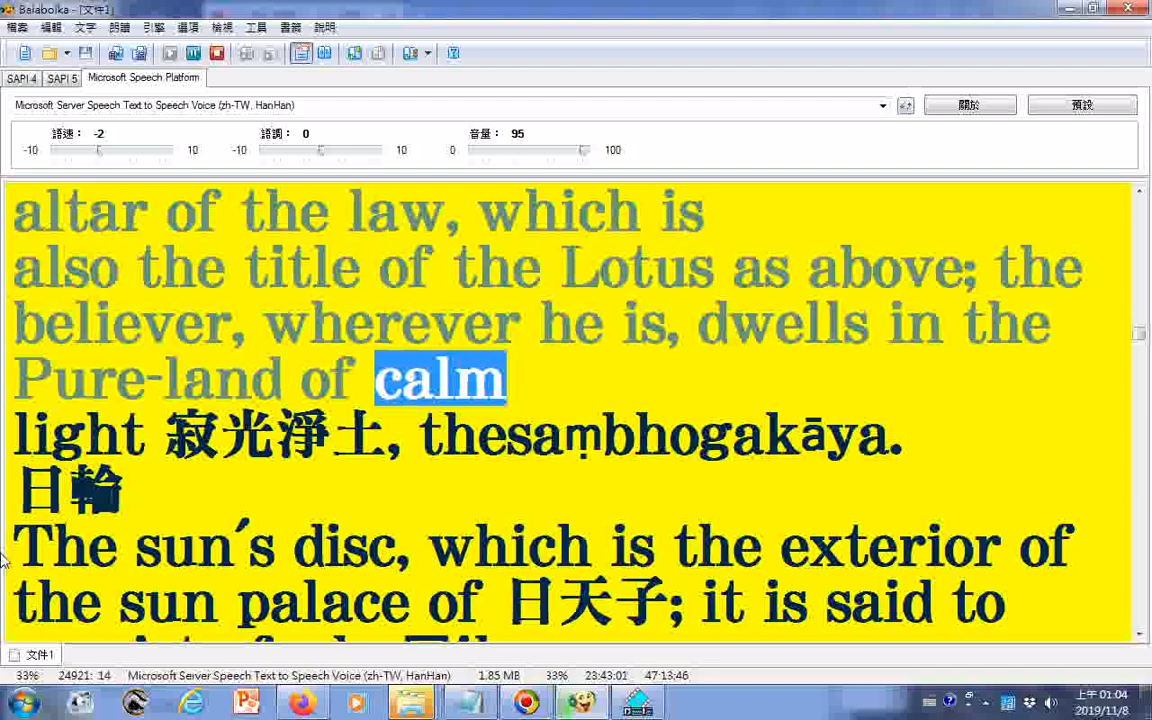 Balabolka - [文件1]
檔案 編輯 文字 朗讀 引擎 選項 檢視 工具 書籤 說明
SAPI 4 SAPI 5 Microsoft Speech Platform
Microsoft Server Speech Text to Speech Voice (zh-TW, HanHan) 關於 預設
語速： -2 語調： 0 音量： 95
-10 10 -10 10 0 100
altar of the law, which is
also the title of the Lotus as above; the
believer, wherever he is, dwells in the
Pure-land of calm
light 寂光淨土, thesaṃbhogakāya.
日輪
The sun′s disc, which is the exterior of
the sun palace of 日天子; it is said to
文件1
33% 24921: 14 Microsoft Server Speech Text to Speech Voice (zh-TW, HanHan) 1.85 MB 33% 23:43:01 47:13:46
上午 01:04
2019/11/8